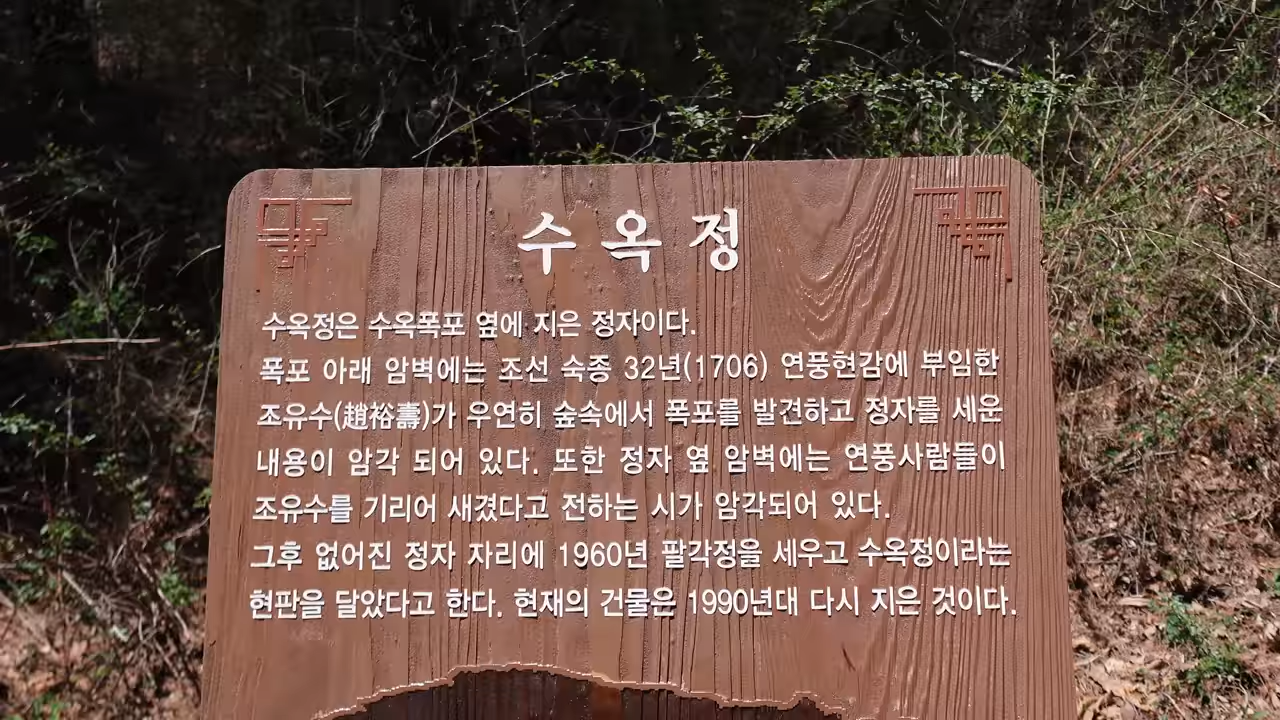 수옥정
수옥정은 수옥폭포 옆에 지은 정자이다.
폭포 아래 암벽에는 조선 숙종 32년(1706) 연풍현감에 부임한
조유수(趙裕壽)가 우연히 숲속에서 폭포를 발견하고 정자를 세운
내용이 암각 되어 있다. 또한 정자 옆 암벽에는 연풍사람들이
조유수를 기리어 새겼다고 전하는 시가 암각되어 있다.
그후 없어진 정자 자리에 1960년 팔각정을 세우고 수옥정이라는
현판을 달았다고 한다. 현재의 건물은 1990년대 다시 지은 것이다.